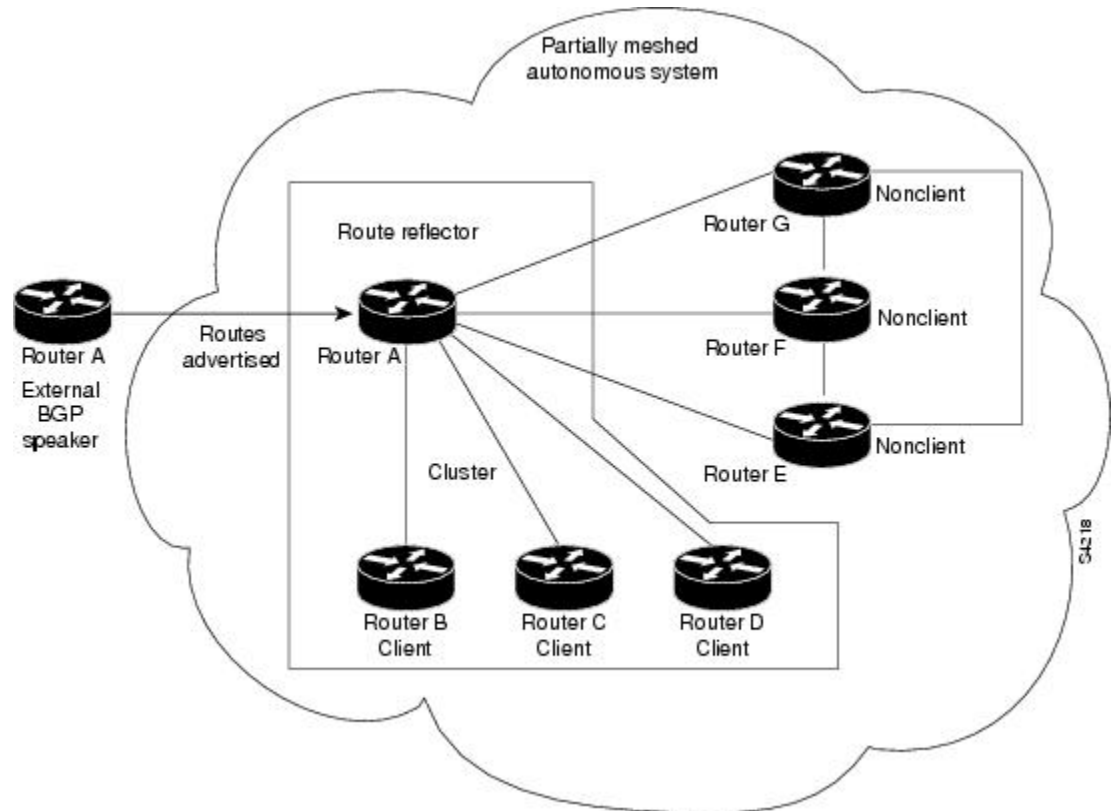 Partially meshed
autonomous system
Nonclient
Router G
Route reflector
Nonclient
Router F
Router A
Routes
advertised
Router A
External
BGP
speaker
Nonclient
Router E
Cluster
Router B
Client
Router C
Client
Router D
Client
S4218